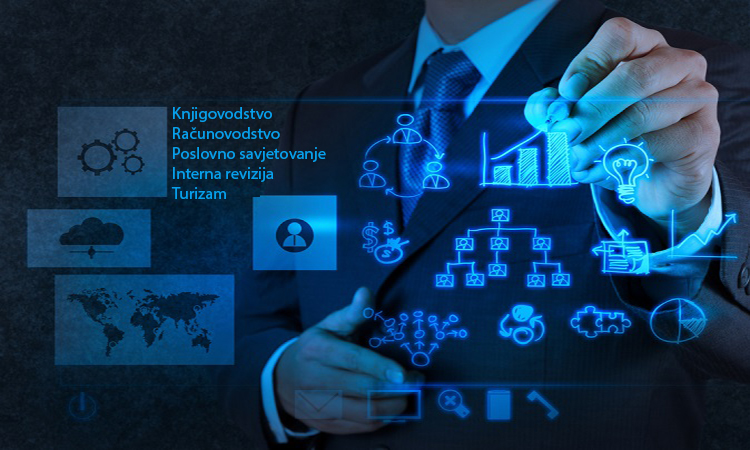 Knjigovodstvo
Računovodstvo
Poslovno savjetovanje
Interna revizija
Turizam